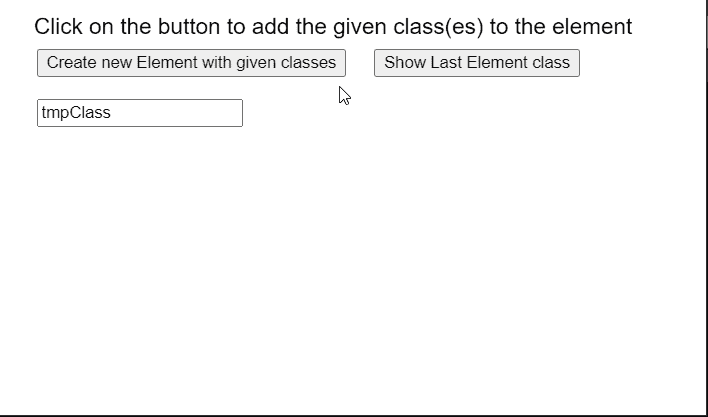 Click on the button to add the given class(es) to the element
Create new Element with given classes Show Last Element class
tmpClass